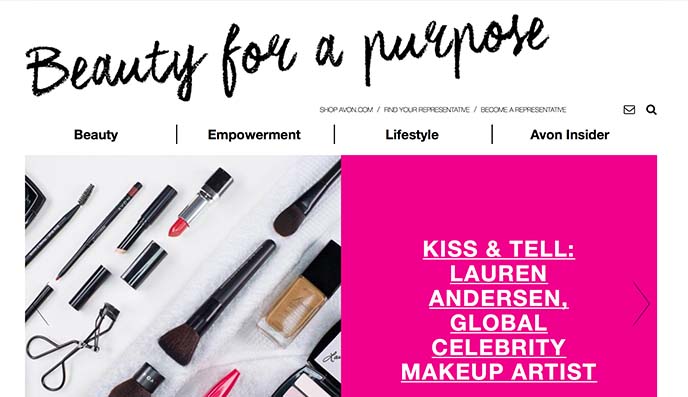 Beauty for a purpose
SHOP AVON.COM / FIND YOUR REPRESENTATIVE / BECOME A REPRESENTATIVE
Beauty Empowerment Lifestyle Avon Insider
KISS & TELL:
LAUREN
ANDERSEN,
GLOBAL
CELEBRITY
MAKEUP ARTIST